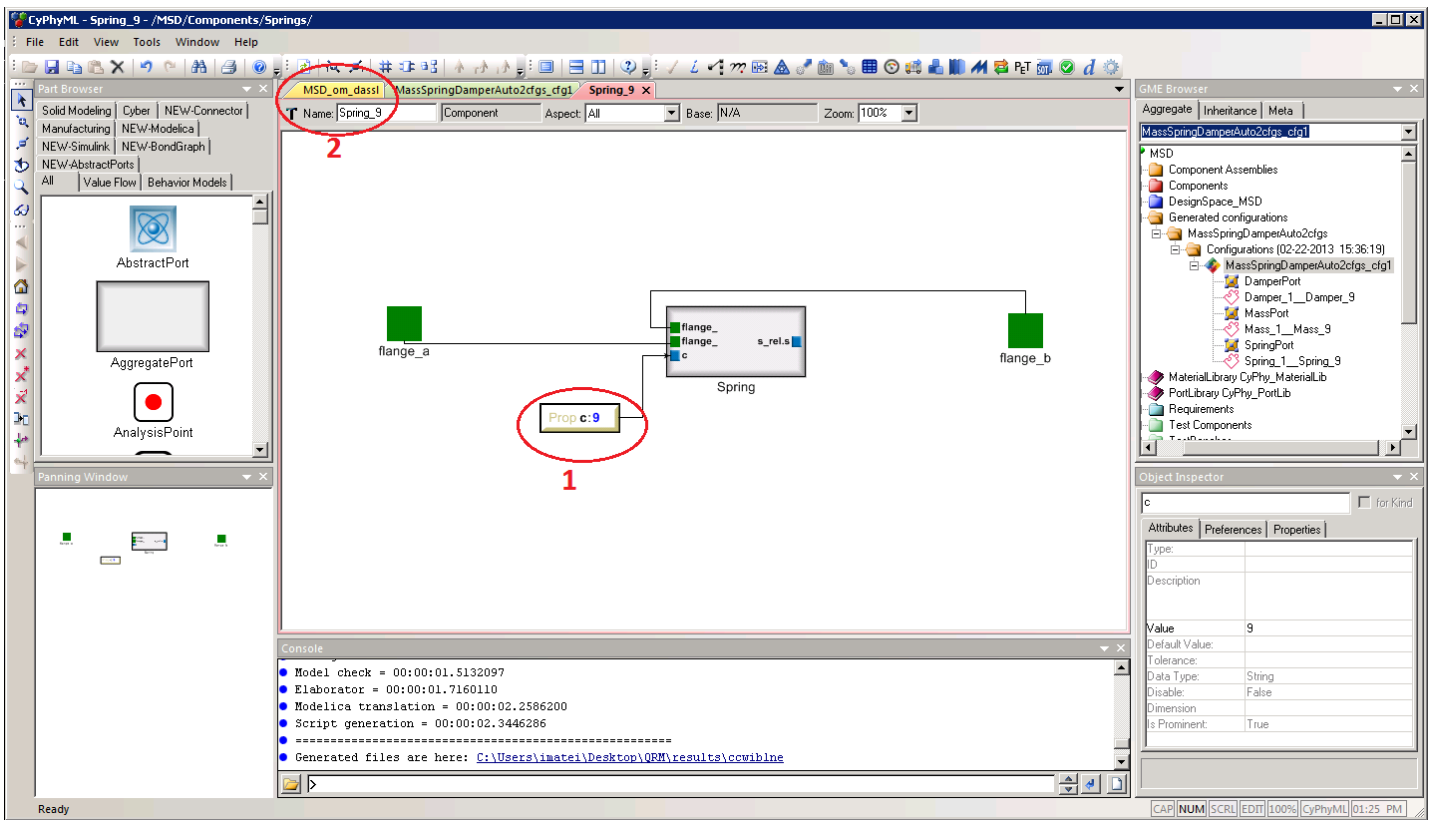 CyPhyML - Spring_9 - /MSD/Components/Springs/
File Edit View Tools Window Help
PET
Part Browser
Solid Modeling Cyber NEW-Connector
Manufacturing NEW-Modelica
NEW-Simulink NEW-BondGraph
NEW-AbstractPorts
All Value Flow Behavior Models
AbstractPort
AggregatePort
AnalysisPoint
Panning Window
MSD_om_dassl MassSpringDamperAuto2cfgs_cfg1 Spring_9
Name: Spring_9 Component Aspect: All Base: N/A Zoom: 100%
2
flange_a
flange_
flange_ s_rel.s
c
Spring
flange_b
Prop c:9
1
Console
Model check = 00:00:01.5132097
Elaborator = 00:00:01.7160110
Modelica translation = 00:00:02.2586200
Script generation = 00:00:02.3446286
=====================================================
Generated files are here: C:\Users\imatei\Desktop\QRM\results\ccwiblne
>
GME Browser
Aggregate Inheritance Meta
MassSpringDamperAuto2cfgs_cfg1
MSD
Component Assemblies
Components
DesignSpace_MSD
Generated configurations
MassSpringDamperAuto2cfgs
Configurations (02-22-2013 15:36:19)
MassSpringDamperAuto2cfgs_cfg1
DamperPort
Damper_1__Damper_9
MassPort
Mass_1__Mass_9
SpringPort
Spring_1__Spring_9
MaterialLibrary CyPhy_MaterialLib
PortLibrary CyPhy_PortLib
Requirements
Test Components
Object Inspector
c for Kind
Attributes Preferences Properties
Type:
ID
Description
Value 9
Default Value:
Tolerance:
Data Type: String
Disable: False
Dimension
Is Prominent: True
Ready
CAP NUM SCRL EDIT 100% CyPhyML 01:25 PM